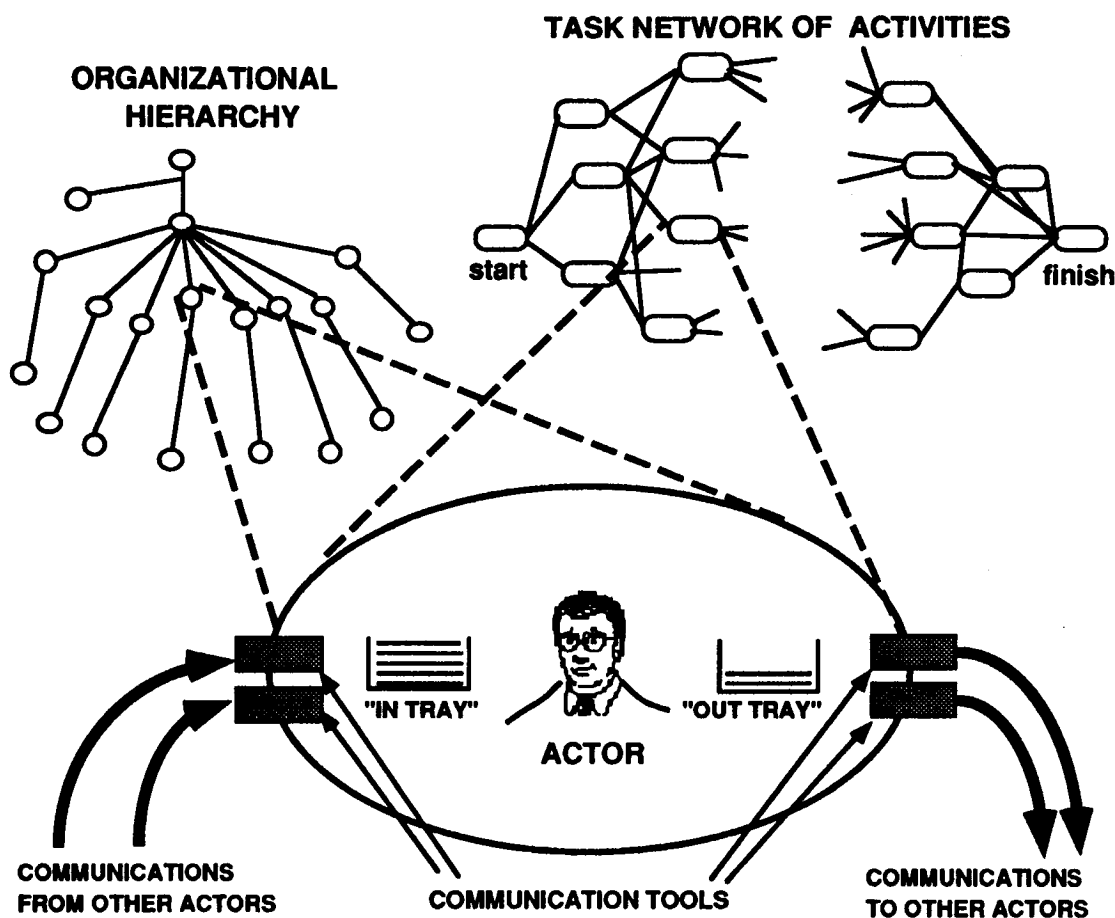 TASK NETWORK OF ACTIVITIES
ORGANIZATIONAL
HIERARCHY
start
finish
"IN TRAY"
"OUT TRAY"
ACTOR
COMMUNICATIONS
FROM OTHER ACTORS
COMMUNICATION TOOLS
COMMUNICATIONS
TO OTHER ACTORS